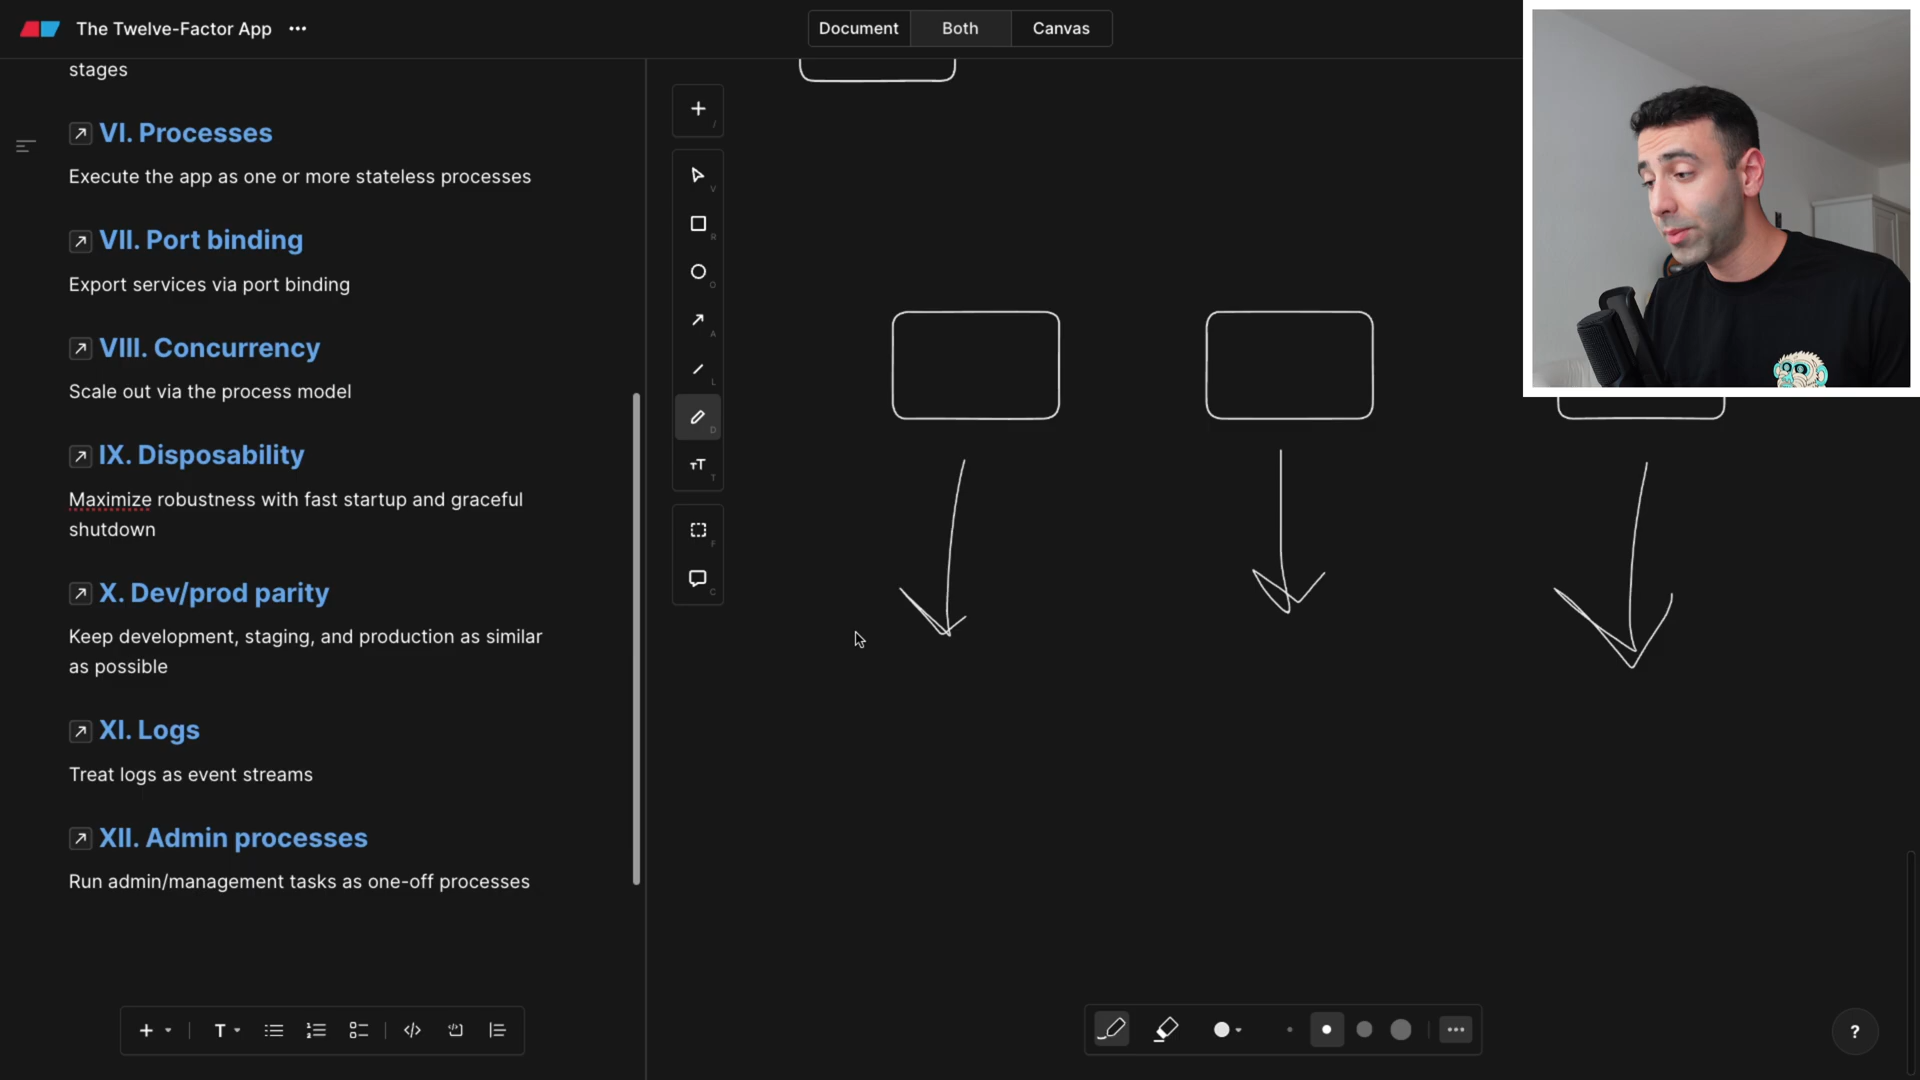 The Twelve-Factor App
Document
Both
Canvas
stages
VI. Processes
Execute the app as one or more stateless processes
VII. Port binding
Export services via port binding
VIII. Concurrency
Scale out via the process model
IX. Disposability
Maximize robustness with fast startup and graceful
shutdown
X. Dev/prod parity
Keep development, staging, and production as similar
as possible
XI. Logs
Treat logs as event streams
XII. Admin processes
Run admin/management tasks as one-off processes
/
V
R
O
A
L
D
TT
T
F
C
T
?